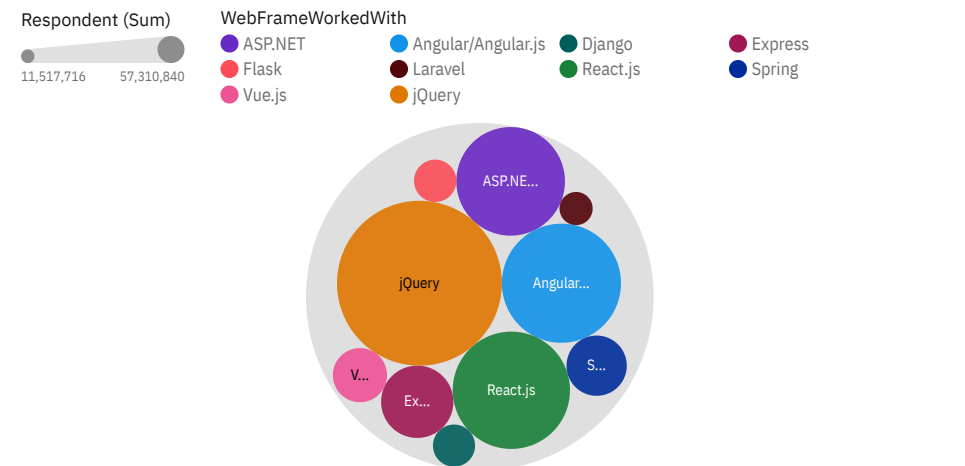 Respondent (Sum)
11,517,716 57,310,840
WebFrameWorkedWith
ASP.NET Angular/Angular.js Django Express
Flask Laravel React.js Spring
Vue.js jQuery
ASP.NE...
jQuery Angular...
S...
V...
React.js
Ex...